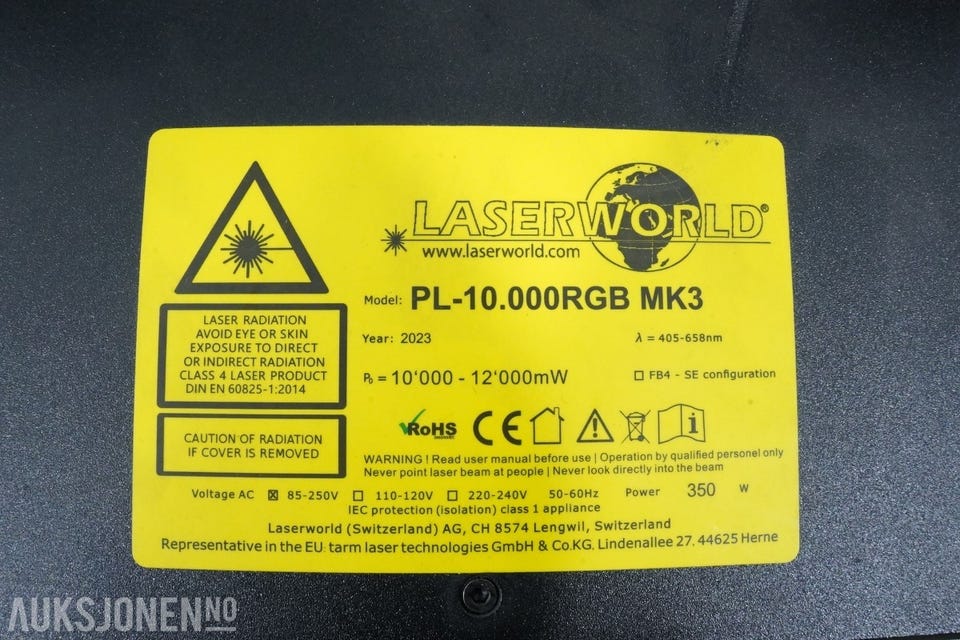 LASERWORLD®
www.laserworld.com
Model: PL-10.000RGB MK3
Year: 2023
λ = 405-658nm
P₀ = 10'000 - 12'000mW
☐ FB4 - SE configuration
LASER RADIATION
AVOID EYE OR SKIN
EXPOSURE TO DIRECT
OR INDIRECT RADIATION
CLASS 4 LASER PRODUCT
DIN EN 60825-1:2014
CAUTION OF RADIATION
IF COVER IS REMOVED
RoHS
CE
i
WARNING ! Read user manual before use | Operation by qualified personel only
Never point laser beam at people | Never look directly into the beam
Voltage AC ☒ 85-250V ☐ 110-120V ☐ 220-240V 50-60Hz Power 350 W
IEC protection (isolation) class 1 appliance
Laserworld (Switzerland) AG, CH 8574 Lengwil, Switzerland
Representative in the EU: tarm laser technologies GmbH & Co.KG. Lindenallee 27. 44625 Herne
AUKSJONEN.NO